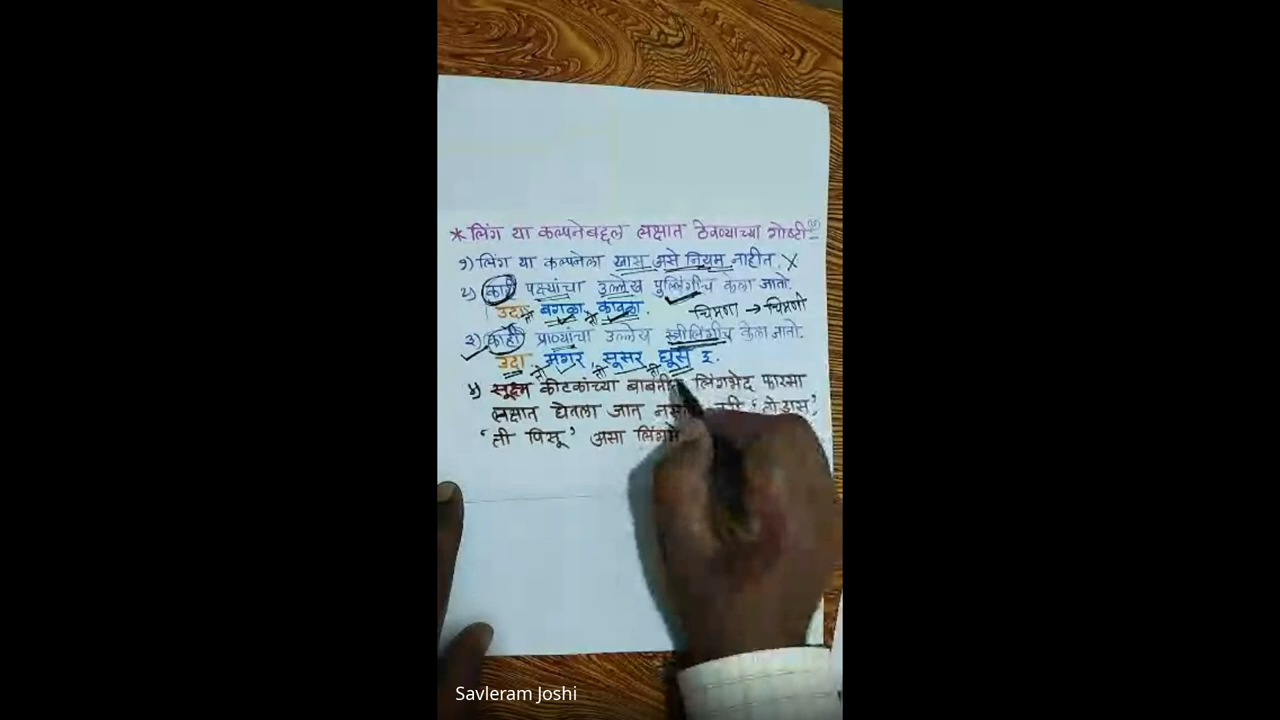 * लिंग या कल्पनेबद्दल लक्षात ठेवण्याच्या गोष्टी
१) लिंग या कल्पनेला खास असे नियम नाहीत. X
२) काही पक्ष्यांचा उल्लेख पुल्लिंगीच केला जातो.
उदा. बगळा, कावळा. चिमणा → चिमणी
३) काही प्राण्यांचा उल्लेख स्त्रीलिंगीच केला जातो.
उदा. मगर, सूसर, घूस इ.
४) सूक्ष्म कीटकांच्या बाबतीत लिंगभेद फारसा
लक्षात घेतला जात
'ती पिसू' असा
Savleram Joshi